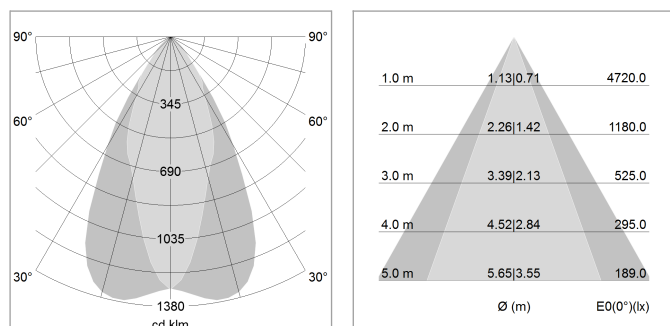 90° 90°
345
60° 60°
690
1035
30° 30°
1380
cd klm
1.0 m 1.13|0.71 4720.0
2.0 m 2.26|1.42 1180.0
3.0 m 3.39|2.13 525.0
4.0 m 4.52|2.84 295.0
5.0 m 5.65|3.55 189.0
Ø (m) E0(0°)(lx)